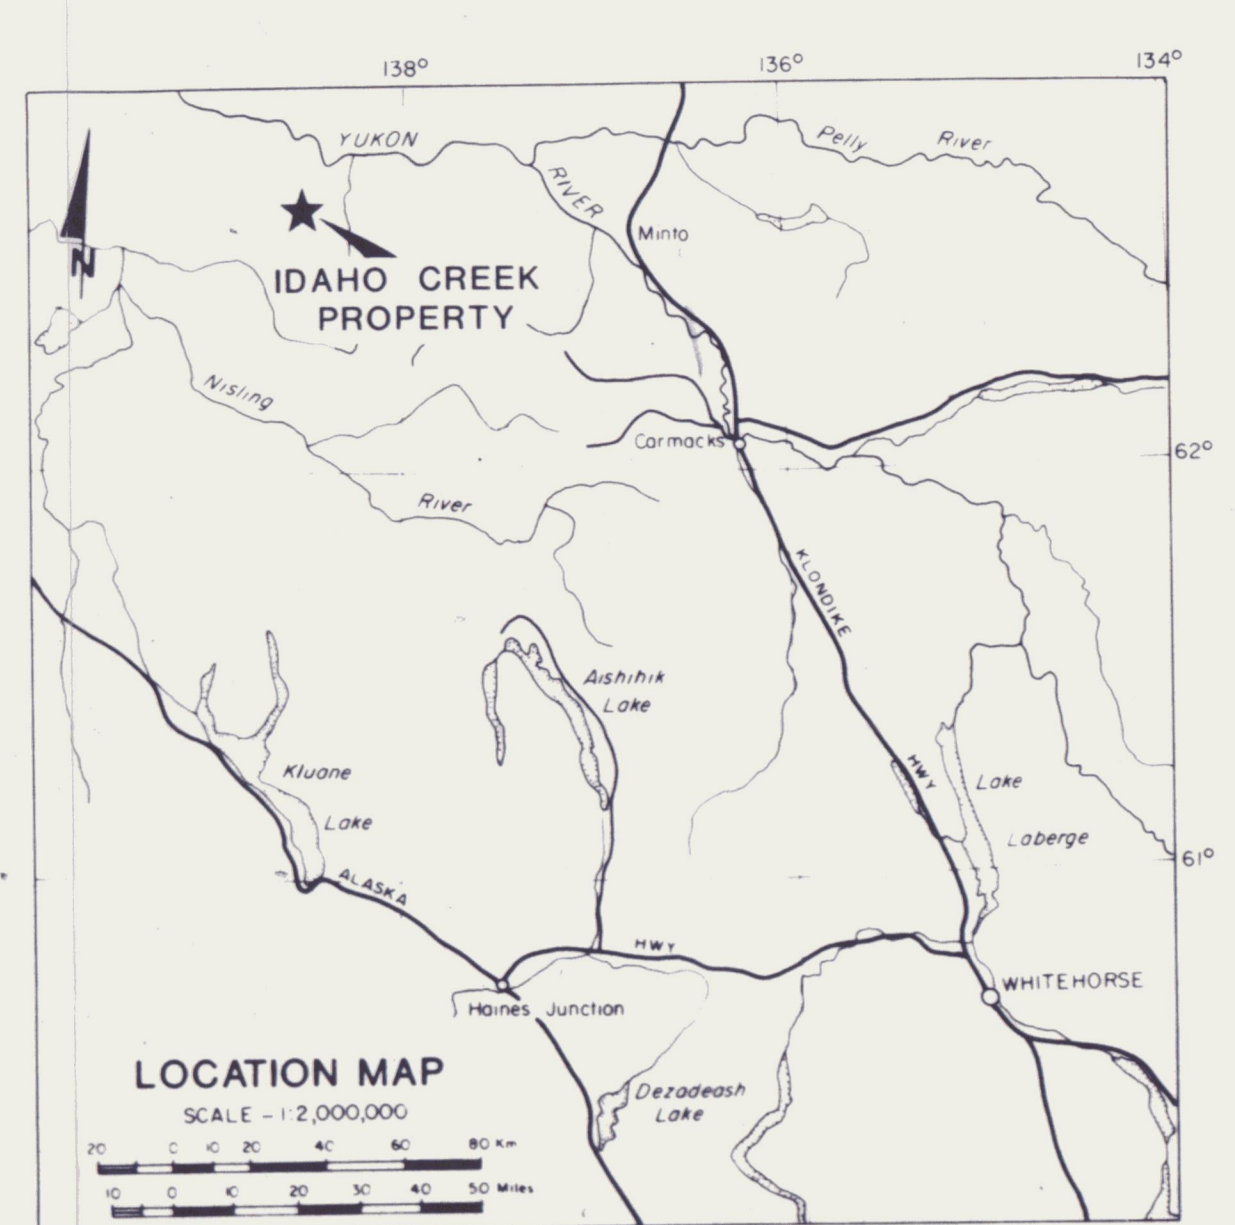 138°
136°
134°
YUKON
RIVER
Pelly River
Minto
N
IDAHO CREEK
PROPERTY
Nisling
River
Carmacks
62°
KLONDIKE
HWY
Aishihik
Lake
Kluane
Lake
Lake
Laberge
61°
ALASKA
HWY
WHITEHORSE
Haines Junction
Dezadeash
Lake
LOCATION MAP
SCALE - 1:2,000,000
20 0 10 20 40 60 80 Km
10 0 10 20 30 40 50 Miles